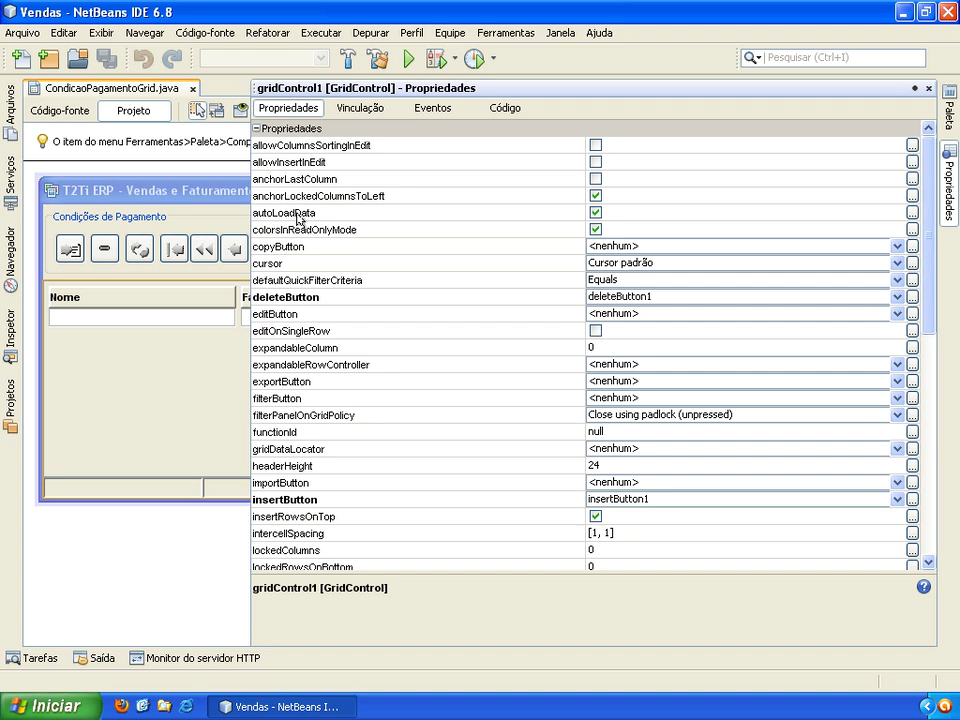 Vendas - NetBeans IDE 6.8
Arquivo Editar Exibir Navegar Código-fonte Refatorar Executar Depurar Perfil Equipe Ferramentas Janela Ajuda
Pesquisar (Ctrl+I)
CondicaoPagamentoGrid.java
gridControl1 [GridControl] - Propriedades
Código-fonte Projeto
Propriedades Vinculação Eventos Código
O item do menu Ferramentas>Paleta>Comp
Arquivos
Serviços
Navegador
Inspetor
Projetos
Paleta
Propriedades
T2Ti ERP - Vendas e Faturamento
Condições de Pagamento
Nome
Propriedades
allowColumnsSortingInEdit
allowInsertInEdit
anchorLastColumn
anchorLockedColumnsToLeft
autoLoadData
colorsInReadOnlyMode
copyButton <nenhum>
cursor Cursor padrão
defaultQuickFilterCriteria Equals
deleteButton deleteButton1
editButton <nenhum>
editOnSingleRow
expandableColumn 0
expandableRowController <nenhum>
exportButton <nenhum>
filterButton <nenhum>
filterPanelOnGridPolicy Close using padlock (unpressed)
functionId null
gridDataLocator <nenhum>
headerHeight 24
importButton <nenhum>
insertButton insertButton1
insertRowsOnTop
intercellSpacing [1, 1]
lockedColumns 0
lockedRowsOnBottom 0
gridControl1 [GridControl]
Tarefas Saída Monitor do servidor HTTP
Iniciar Vendas - NetBeans I...